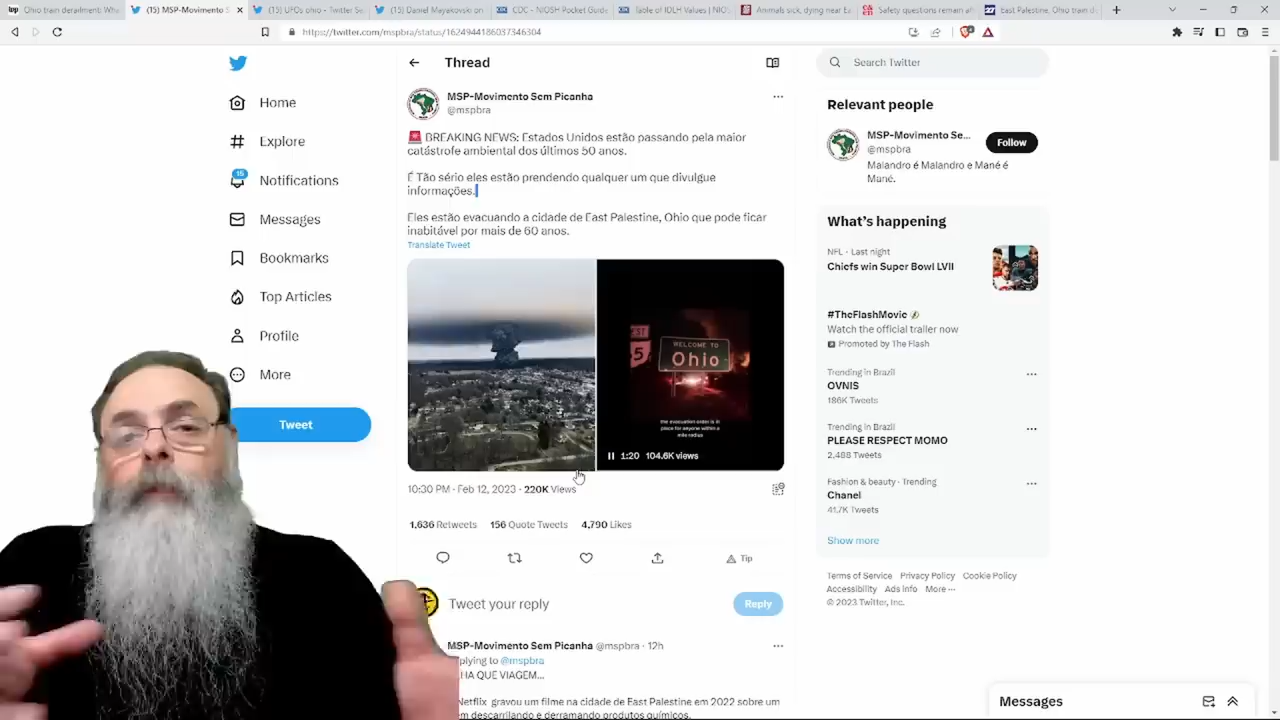 Ohio train derailment: Wh
(15) MSP-Movimento S
(15) UFOs ohio - Twitter Se
(15) Daniel Mayakovski on
CDC - NIOSH Pocket Guide
Table of IDLH Values | NIOS
Animals sick, dying near Ea
Safety questions remain aft
East Palestine, Ohio train d
https://twitter.com/mspbra/status/1624944186037346304
Thread
Search Twitter
Home
Explore
15
Notifications
Messages
Bookmarks
Top Articles
Profile
More
Tweet
MSP-Movimento Sem Picanha
@mspbra
🚨 BREAKING NEWS: Estados Unidos estão passando pela maior
catástrofe ambiental dos últimos 50 anos.
É Tão sério eles estão prendendo qualquer um que divulgue
informações.
Eles estão evacuando a cidade de East Palestine, Ohio que pode ficar
inabitável por mais de 60 anos.
Translate Tweet
WELCOME TO
Ohio
the evacuation order is in
place for anyone within a
mile radius
1:20 104.6K views
10:30 PM · Feb 12, 2023 · 220K Views
1,636 Retweets 156 Quote Tweets 4,790 Likes
Tip
Tweet your reply
Reply
MSP-Movimento Sem Picanha @mspbra · 12h
plying to @mspbra
HA QUE VIAGEM...
Netflix gravou um filme na cidade de East Palestine em 2022 sobre um
em descarrilando e derramando produtos químicos.
Relevant people
MSP-Movimento Se...
@mspbra
Follow
Malandro é Malandro e Mané é
Mané.
What's happening
NFL · Last night
Chiefs win Super Bowl LVII
#TheFlashMovie
Watch the official trailer now
Promoted by The Flash
Trending in Brazil
OVNIS
186K Tweets
Trending in Brazil
PLEASE RESPECT MOMO
2,488 Tweets
Fashion & beauty · Trending
Chanel
41.7K Tweets
Show more
Terms of Service Privacy Policy Cookie Policy
Accessibility Ads info More ···
© 2023 Twitter, Inc.
Messages